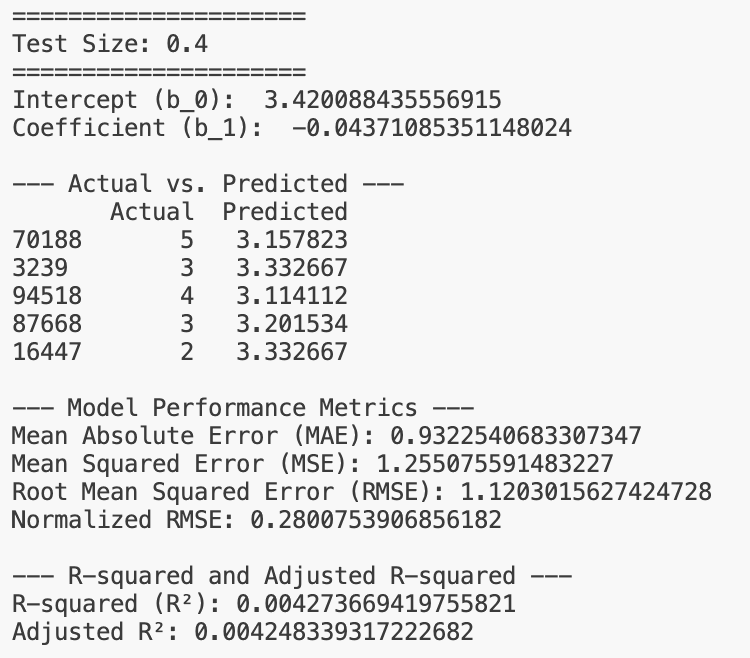 =====================
Test Size: 0.4
=====================
Intercept (b_0):  3.420088435556915
Coefficient (b_1):  -0.04371085351148024
--- Actual vs. Predicted ---
       Actual  Predicted
70188       5   3.157823
3239        3   3.332667
94518       4   3.114112
87668       3   3.201534
16447       2   3.332667
--- Model Performance Metrics ---
Mean Absolute Error (MAE): 0.9322540683307347
Mean Squared Error (MSE): 1.255075591483227
Root Mean Squared Error (RMSE): 1.1203015627424728
Normalized RMSE: 0.2800753906856182
--- R-squared and Adjusted R-squared ---
R-squared (R²): 0.004273669419755821
Adjusted R²: 0.004248339317222682